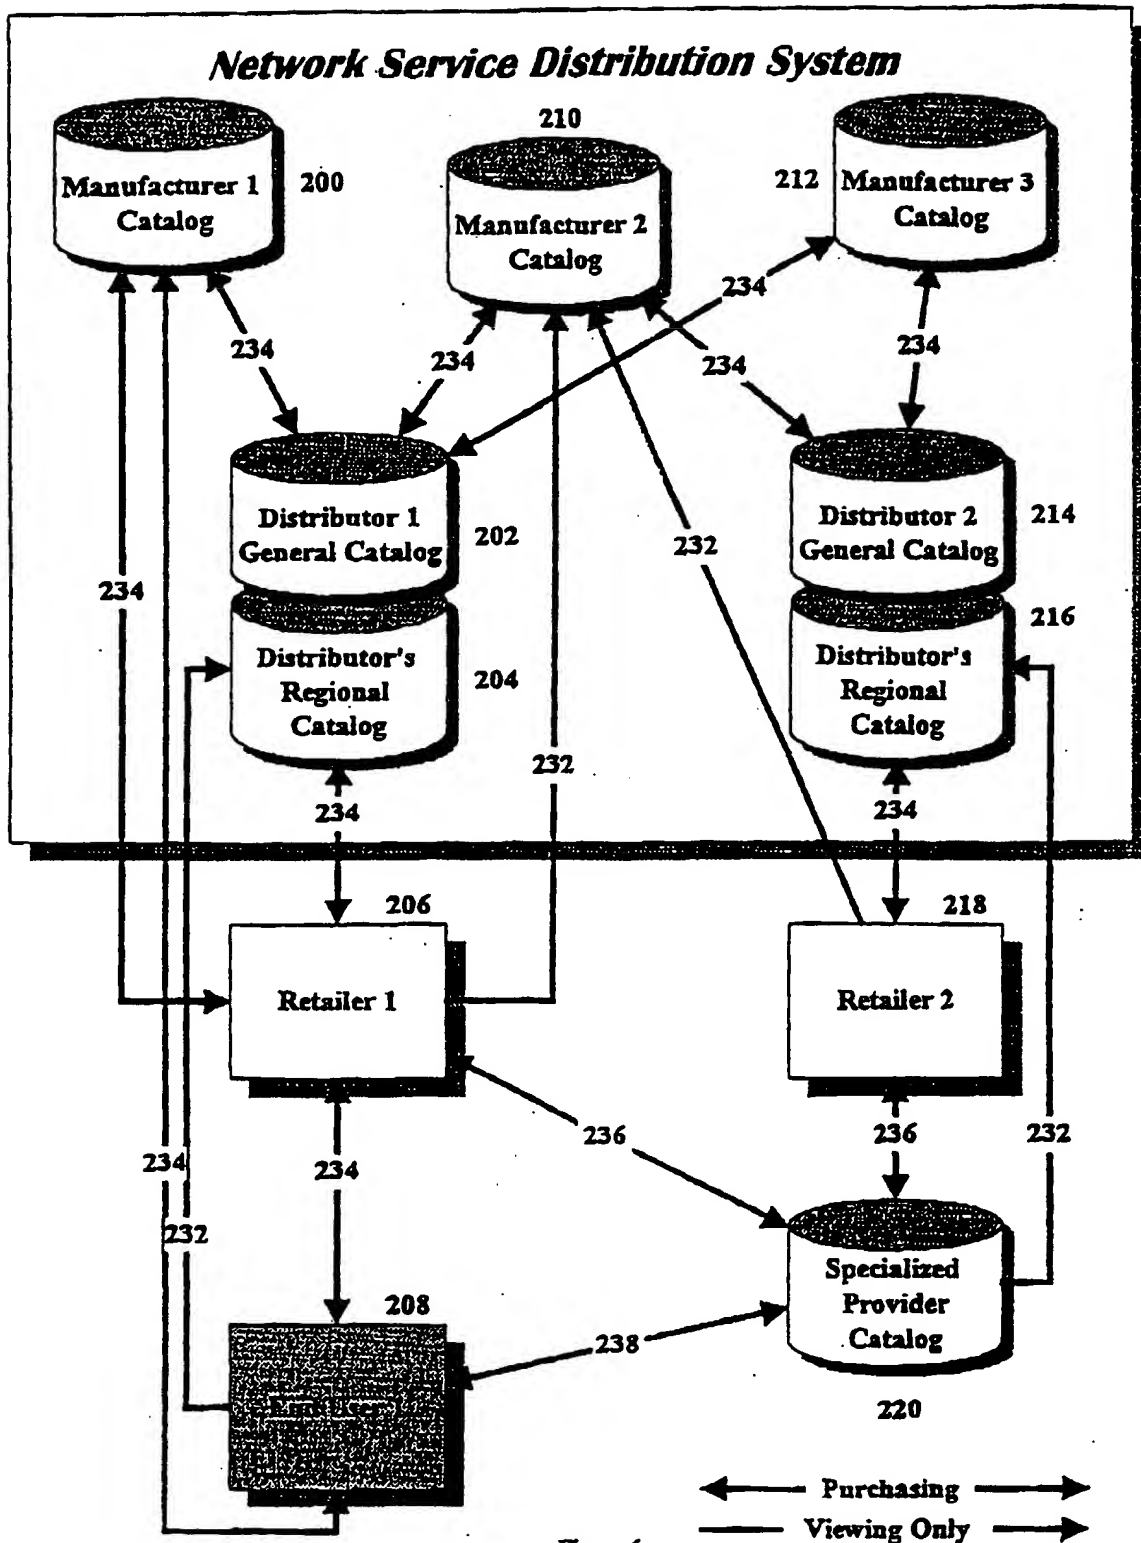 Network Service Distribution System
210
Manufacturer 1
Catalog
200
Manufacturer 2
Catalog
212
Manufacturer 3
Catalog
234
234
234
234
234
Distributor 1
General Catalog
202
Distributor 2
General Catalog
214
232
234
216
Distributor's
Regional
Catalog
204
Distributor's
Regional
Catalog
232
234
234
206
218
Retailer 1
Retailer 2
236
236
232
234
234
232
Specialized
Provider
Catalog
208
238
End User
220
Purchasing
Viewing Only